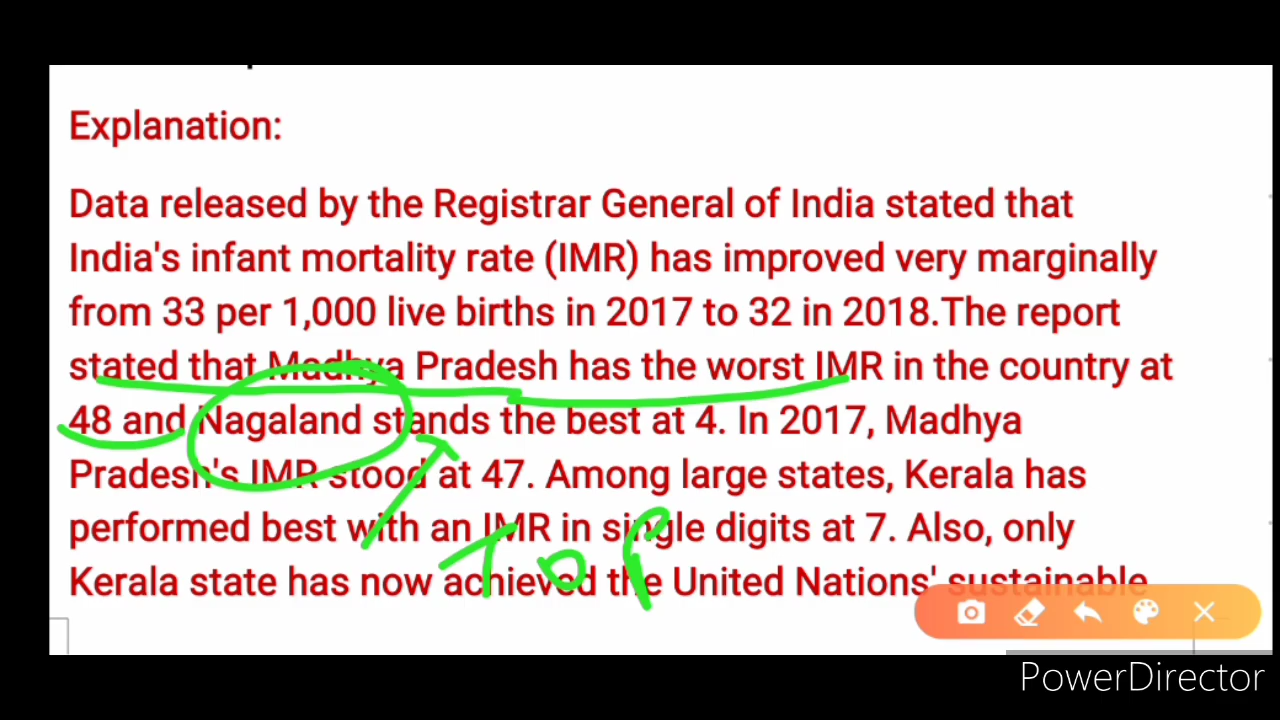 Explanation:
Data released by the Registrar General of India stated that
India's infant mortality rate (IMR) has improved very marginally
from 33 per 1,000 live births in 2017 to 32 in 2018.The report
stated that Madhya Pradesh has the worst IMR in the country at
48 and Nagaland stands the best at 4. In 2017, Madhya
Pradesh's IMR stood at 47. Among large states, Kerala has
performed best with an IMR in single digits at 7. Also, only
Kerala state has now achieved the United Nations' sustainable
TOP
PowerDirector